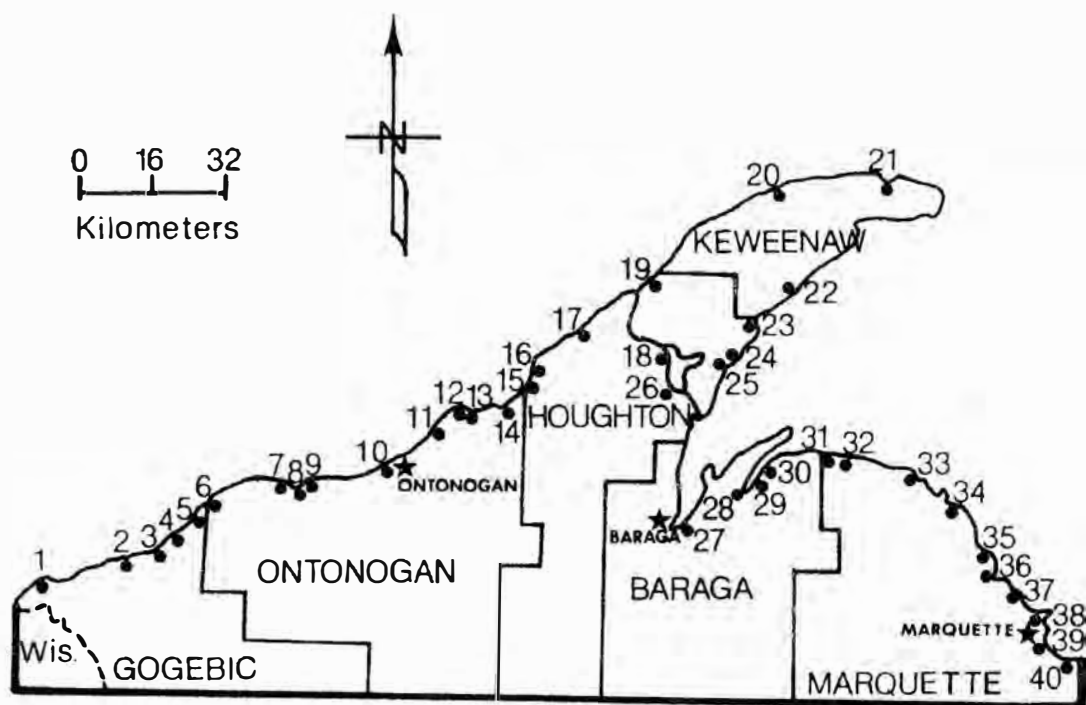 N
0 16 32
Kilometers
21
20
KEWEENAW
19
22
17
23
16
18
24
15
25
12 13
26
11
14
HOUGHTON
10
31 32
ONTONOGAN
30
33
7 8 9
29
28
34
6
5
BARAGA
27
4
35
3
2
36
1
ONTONOGAN
BARAGA
37
38
MARQUETTE
39
Wis.
GOGEBIC
40
MARQUETTE